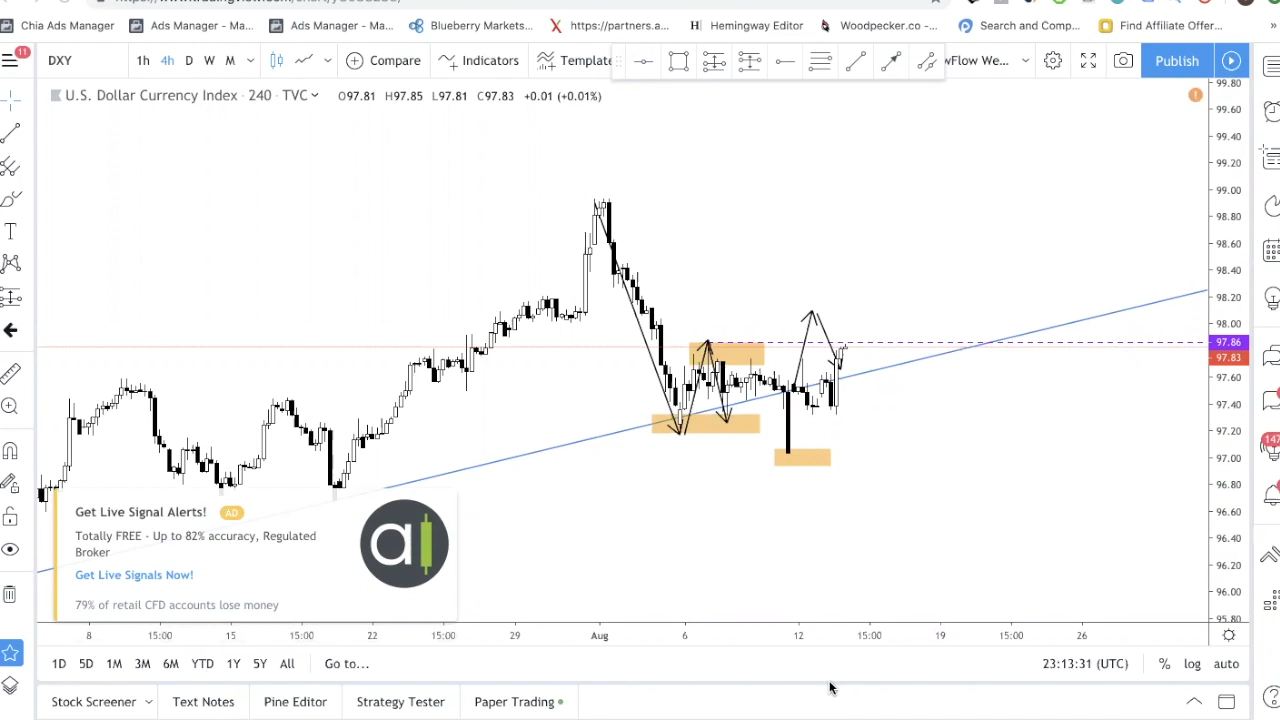 Chia Ads Manager Ads Manager - Ma... Ads Manager - Ma... Blueberry Markets... https://partners.a... Hemingway Editor Woodpecker.co -... Search and Comp... Find Affiliate Offer... »
11 DXY 1h 4h D W M Compare Indicators Template wFlow We... Publish
U.S. Dollar Currency Index · 240 · TVC O97.81 H97.85 L97.81 C97.83 +0.01 (+0.01%)
99.80
99.60
99.40
99.20
99.00
98.80
98.60
98.40
98.20
98.00
97.86
97.83
97.60
97.40
97.20
97.00
96.80
96.60
96.40
96.20
96.00
95.80
147
Get Live Signal Alerts! AD
Totally FREE - Up to 82% accuracy, Regulated
Broker
Get Live Signals Now!
79% of retail CFD accounts lose money
a
8 15:00 15 15:00 22 15:00 29 Aug 6 12 15:00 19 15:00 26
1D 5D 1M 3M 6M YTD 1Y 5Y All Go to... 23:13:31 (UTC) % log auto
Stock Screener Text Notes Pine Editor Strategy Tester Paper Trading